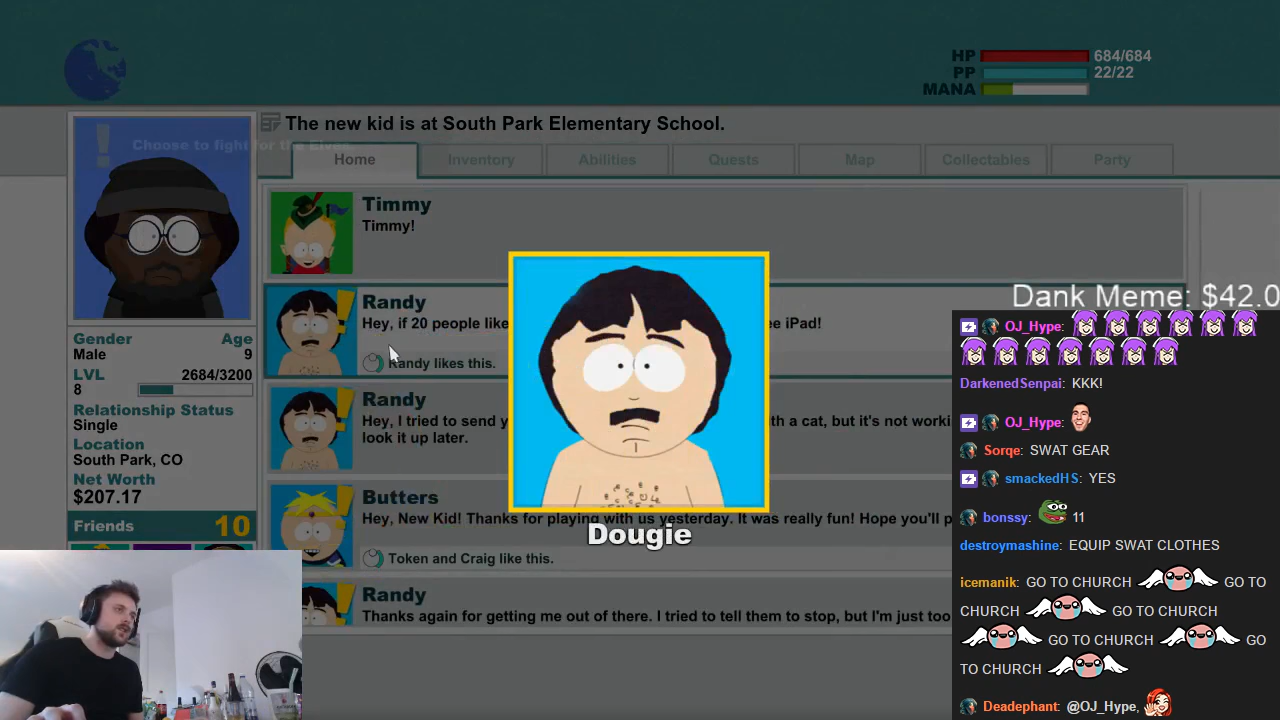 HP 684/684
PP 22/22
MANA
The new kid is at South Park Elementary School.
Choose to fight for the Elves.
Home Inventory Abilities Quests Map Collectables Party
Timmy
Timmy!
Randy
Hey, if 20 people like ee iPad!
Randy likes this.
Randy
Hey, I tried to send y th a cat, but it's not worki
look it up later.
Butters
Hey, New Kid! Thanks for playing with us yesterday. It was really fun! Hope you'll p
Token and Craig like this.
Randy
Thanks again for getting me out of there. I tried to tell them to stop, but I'm just too
Dougie
Gender Age
Male 9
LVL 2684/3200
8
Relationship Status
Single
Location
South Park, CO
Net Worth
$207.17
Friends 10
Dank Meme: $42.0
OJ_Hype:
DarkenedSenpai: KKK!
OJ_Hype:
Sorqe: SWAT GEAR
smackedHS: YES
bonssy: 11
destroymashine: EQUIP SWAT CLOTHES
icemanik: GO TO CHURCH GO TO
CHURCH GO TO CHURCH
GO TO CHURCH GO
TO CHURCH
Deadephant: @OJ_Hype,